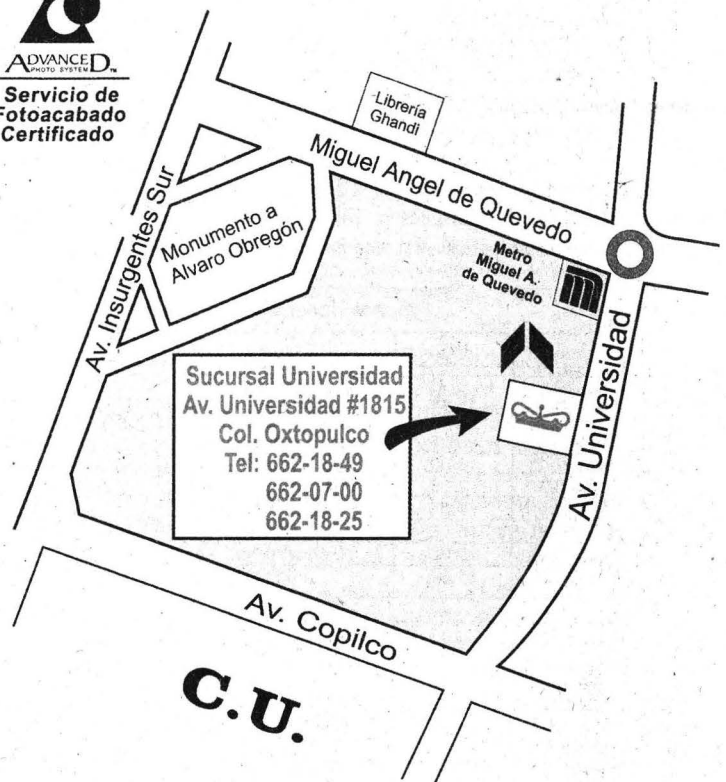 ADVANCED™
PHOTO SYSTEM
Servicio de
Fotoacabado
Certificado
Librería
Ghandi
Miguel Angel de Quevedo
Av. Insurgentes Sur
Monumento a
Alvaro Obregón
Metro
Miguel A.
de Quevedo
Av. Universidad
Sucursal Universidad
Av. Universidad #1815
Col. Oxtopulco
Tel: 662-18-49
662-07-00
662-18-25
Av. Copilco
C.U.